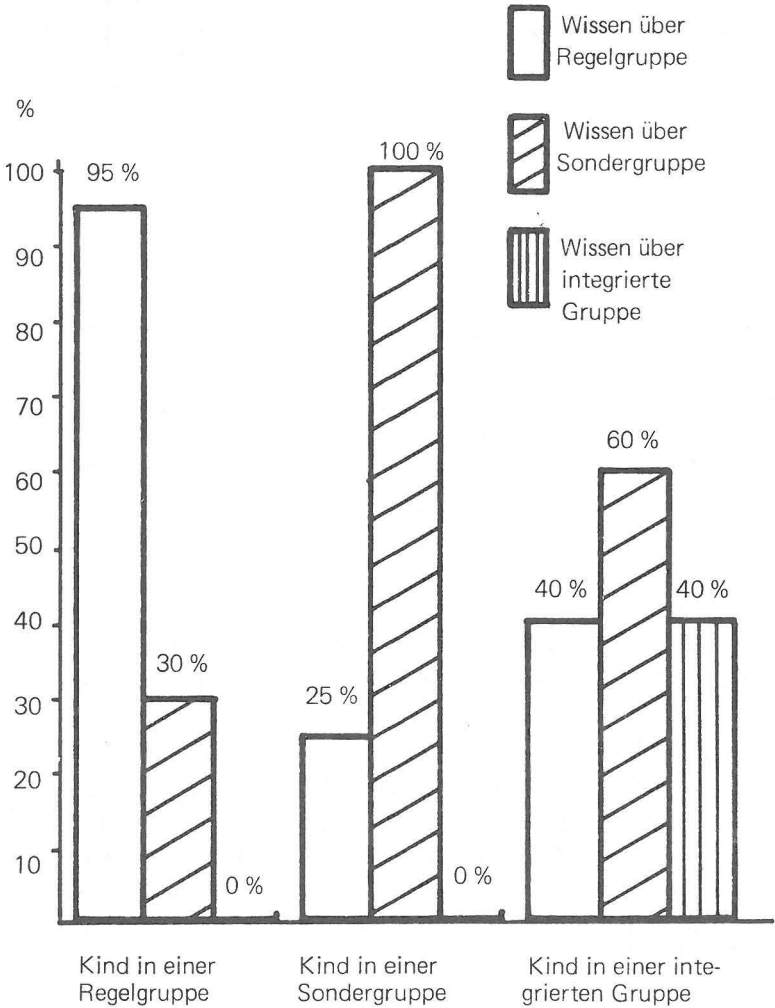 Wissen über
Regelgruppe
Wissen über
Sondergruppe
Wissen über
integrierte
Gruppe
%
100
90
80
70
60
50
40
30
20
10
95 %
30 %
0 %
25 %
100 %
0 %
40 %
60 %
40 %
Kind in einer
Regelgruppe
Kind in einer
Sondergruppe
Kind in einer inte-
grierten Gruppe